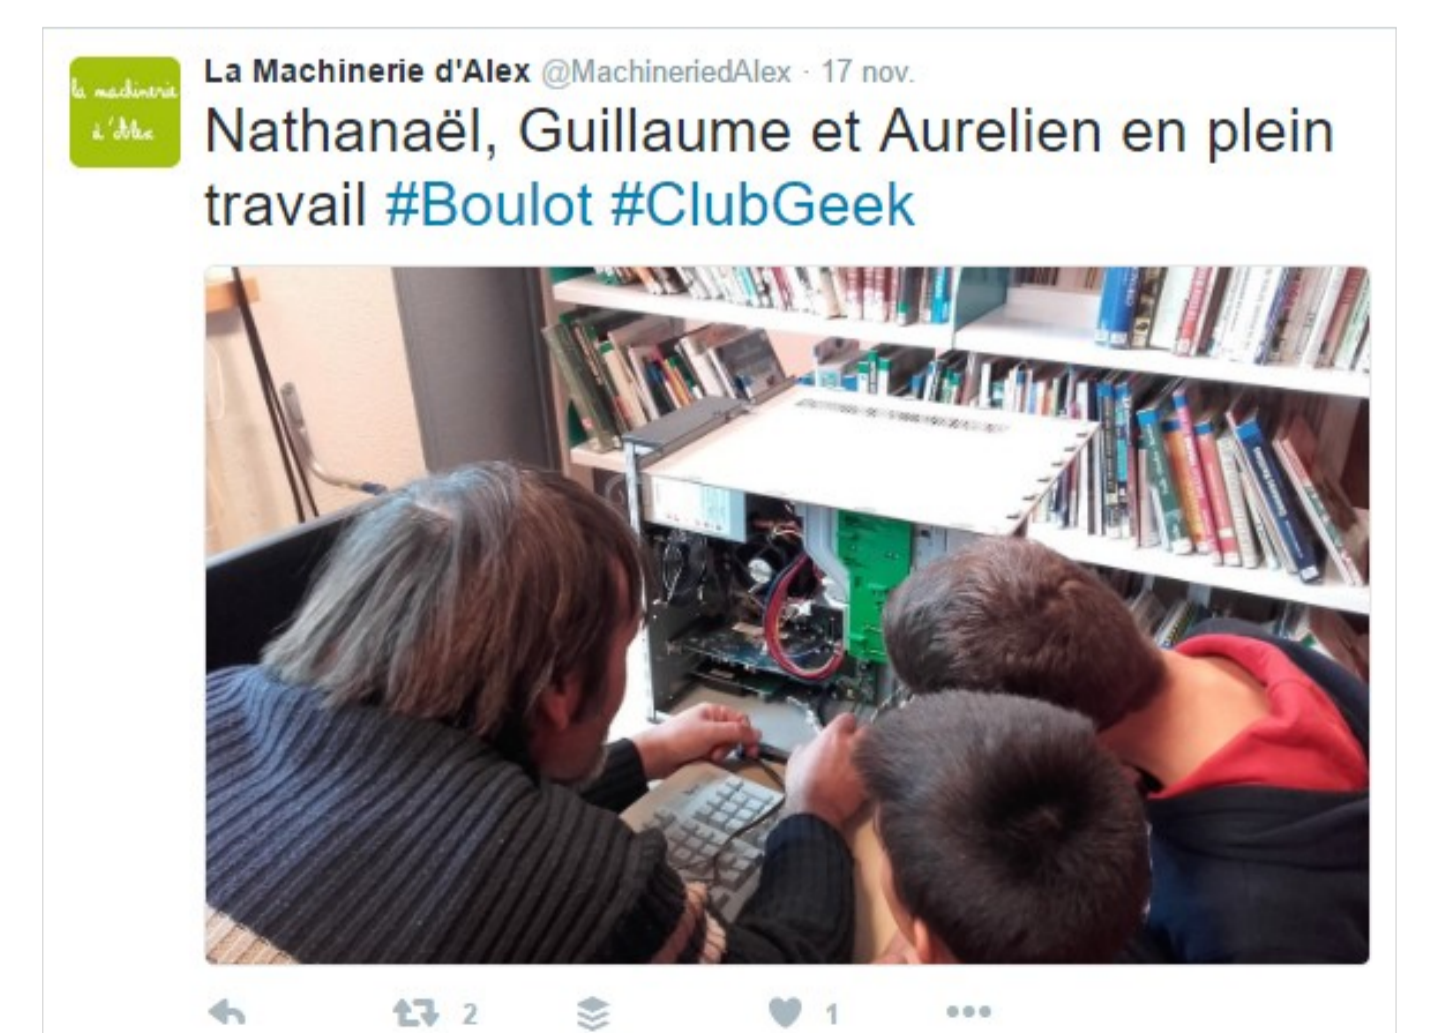 la machinerie
à 'Alex
La Machinerie d'Alex @MachineriedAlex · 17 nov.
Nathanaël, Guillaume et Aurelien en plein
travail #Boulot #ClubGeek
2
1